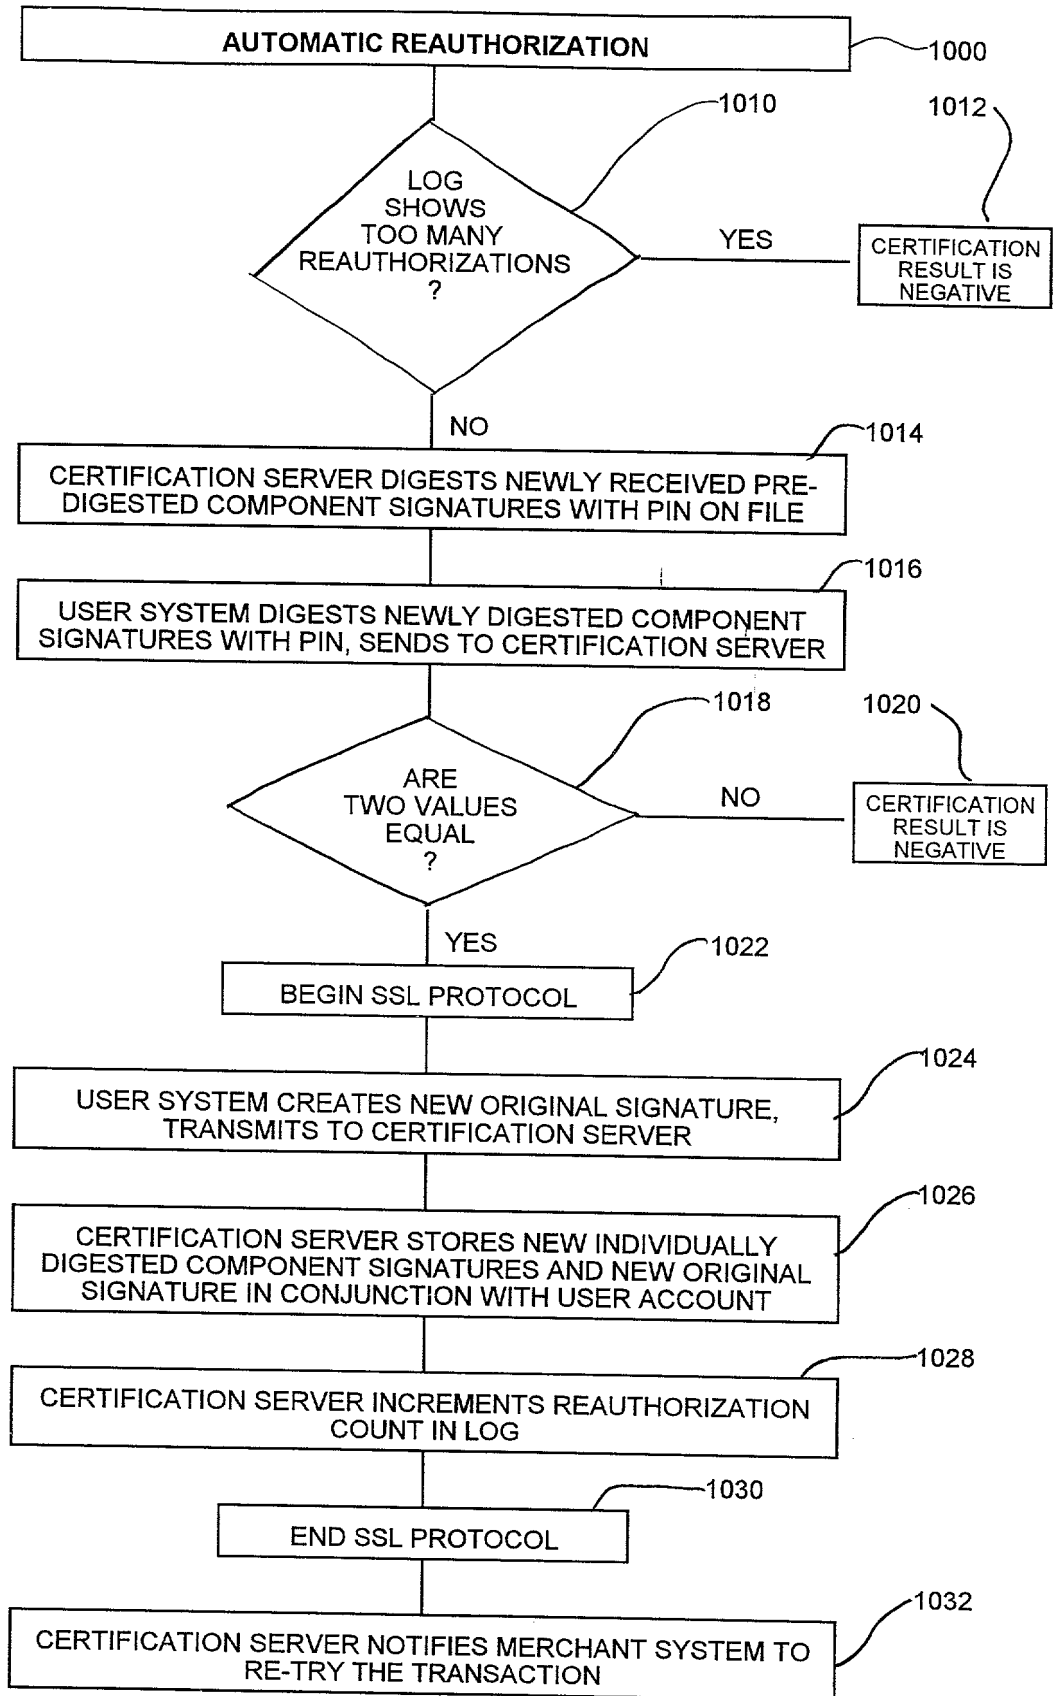 AUTOMATIC REAUTHORIZATION
1000
1010
1012
LOG
SHOWS
TOO MANY
REAUTHORIZATIONS
?
YES
CERTIFICATION
RESULT IS
NEGATIVE
NO
1014
CERTIFICATION SERVER DIGESTS NEWLY RECEIVED PRE-
DIGESTED COMPONENT SIGNATURES WITH PIN ON FILE
1016
USER SYSTEM DIGESTS NEWLY DIGESTED COMPONENT
SIGNATURES WITH PIN, SENDS TO CERTIFICATION SERVER
1018
1020
ARE
TWO VALUES
EQUAL
?
NO
CERTIFICATION
RESULT IS
NEGATIVE
YES
1022
BEGIN SSL PROTOCOL
1024
USER SYSTEM CREATES NEW ORIGINAL SIGNATURE,
TRANSMITS TO CERTIFICATION SERVER
1026
CERTIFICATION SERVER STORES NEW INDIVIDUALLY
DIGESTED COMPONENT SIGNATURES AND NEW ORIGINAL
SIGNATURE IN CONJUNCTION WITH USER ACCOUNT
1028
CERTIFICATION SERVER INCREMENTS REAUTHORIZATION
COUNT IN LOG
1030
END SSL PROTOCOL
1032
CERTIFICATION SERVER NOTIFIES MERCHANT SYSTEM TO
RE-TRY THE TRANSACTION